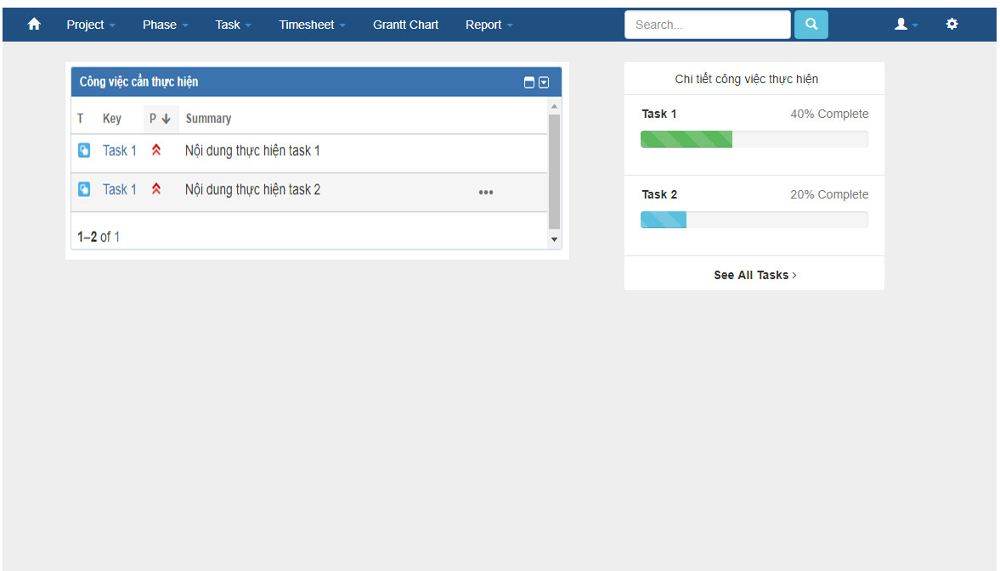 Project Phase Task Timesheet Grantt Chart Report Search...
Công việc cần thực hiện
T Key P Summary
Task 1 Nội dung thực hiện task 1
Task 1 Nội dung thực hiện task 2
1–2 of 1
Chi tiết công việc thực hiện
Task 1 40% Complete
Task 2 20% Complete
See All Tasks